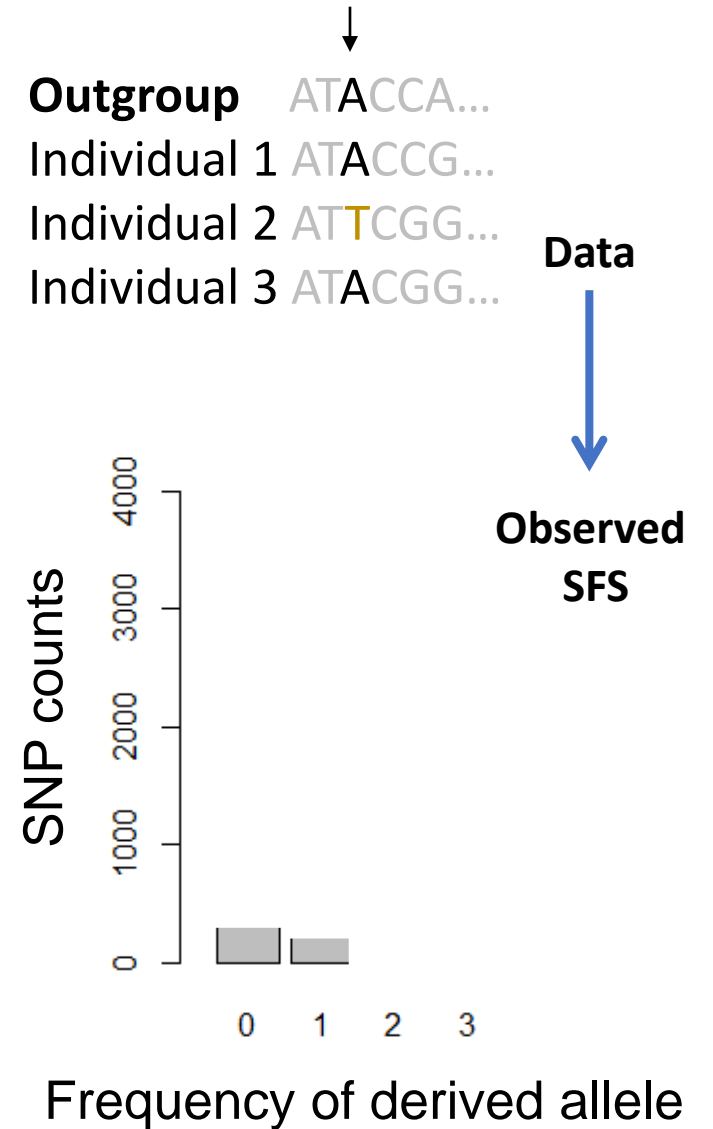 Outgroup ATACCA...
Individual 1 ATACCG...
Individual 2 ATTCGG...
Individual 3 ATACGG...
Data
Observed
SFS
SNP counts
4000
3000
2000
1000
0
0 1 2 3
Frequency of derived allele